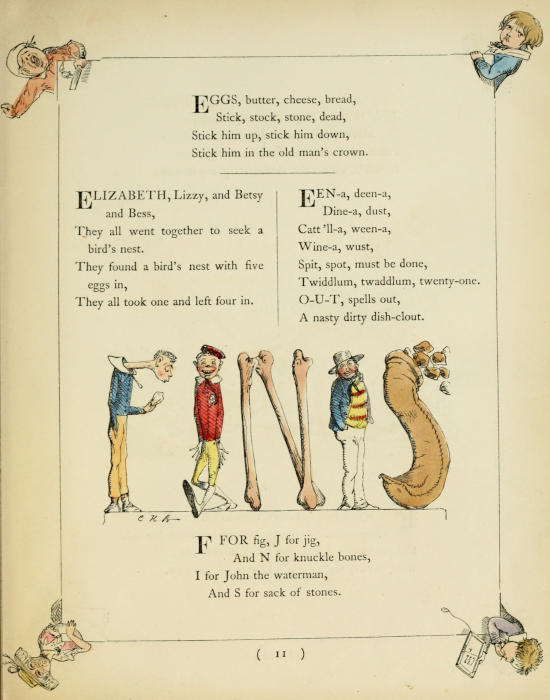 EGGS, butter, cheese, bread,
Stick, stock, stone, dead,
Stick him up, stick him down,
Stick him in the old man's crown.
ELIZABETH, Lizzy, and Betsy
and Bess,
They all went together to seek a
bird's nest.
They found a bird's nest with five
eggs in,
They all took one and left four in.
EEN-a, deen-a,
Dine-a, dust,
Catt 'll-a, ween-a,
Wine-a, wust,
Spit, spot, must be done,
Twiddlum, twaddlum, twenty-one.
O-U-T, spells out,
A nasty dirty dish-clout.
FINIS
F FOR fig, J for jig,
And N for knuckle bones,
I for John the waterman,
And S for sack of stones.
( 11 )